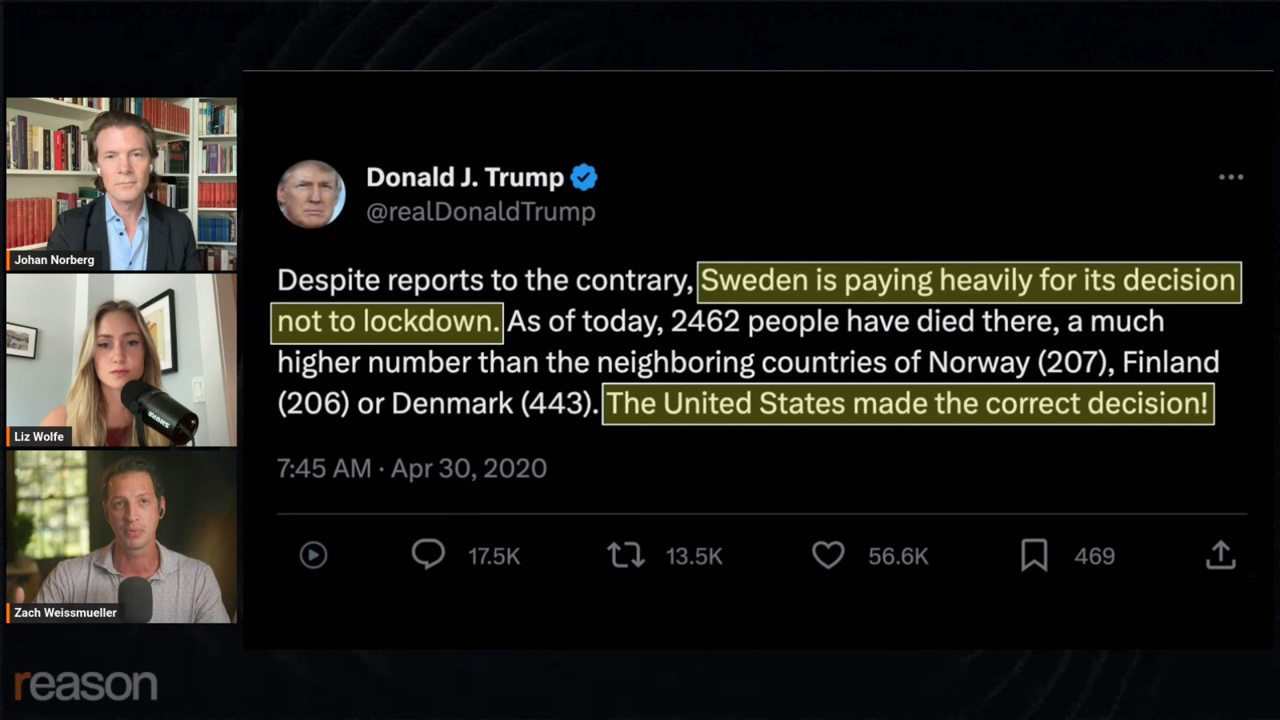 Johan Norberg
Liz Wolfe
Zach Weissmueller
reason
Donald J. Trump
@realDonaldTrump
Despite reports to the contrary, Sweden is paying heavily for its decision
not to lockdown. As of today, 2462 people have died there, a much
higher number than the neighboring countries of Norway (207), Finland
(206) or Denmark (443). The United States made the correct decision!
7:45 AM · Apr 30, 2020
17.5K 13.5K 56.6K 469